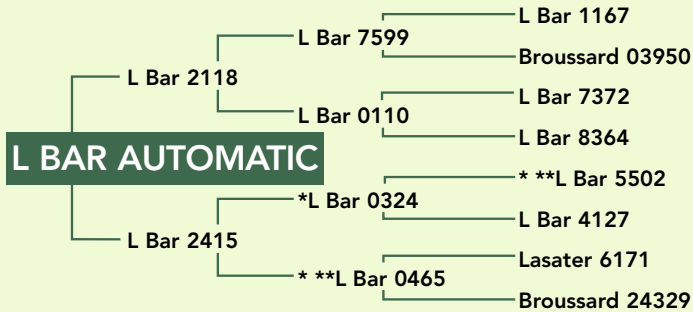 L Bar 1167
L Bar 7599
Broussard 03950
L Bar 2118
L Bar 7372
L Bar 0110
L Bar 8364
L BAR AUTOMATIC
* **L Bar 5502
*L Bar 0324
L Bar 4127
L Bar 2415
Lasater 6171
* **L Bar 0465
Broussard 24329